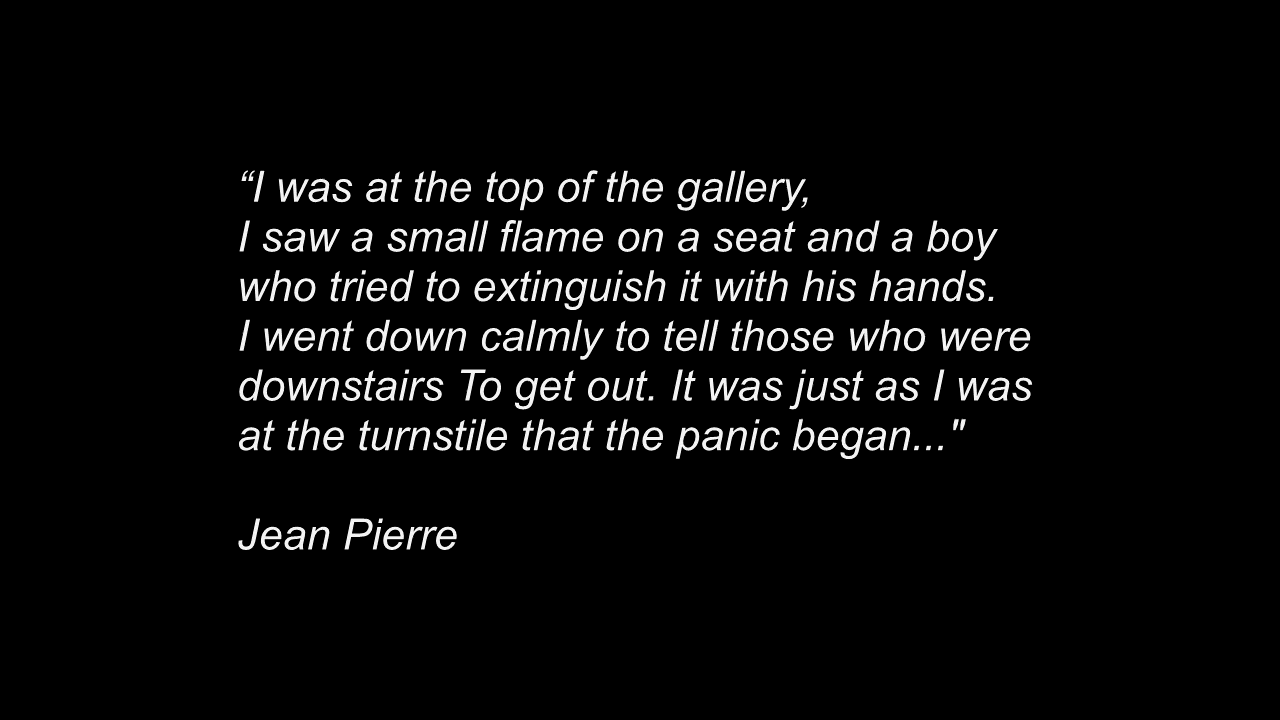 “I was at the top of the gallery,
I saw a small flame on a seat and a boy
who tried to extinguish it with his hands.
I went down calmly to tell those who were
downstairs To get out. It was just as I was
at the turnstile that the panic began..."
Jean Pierre